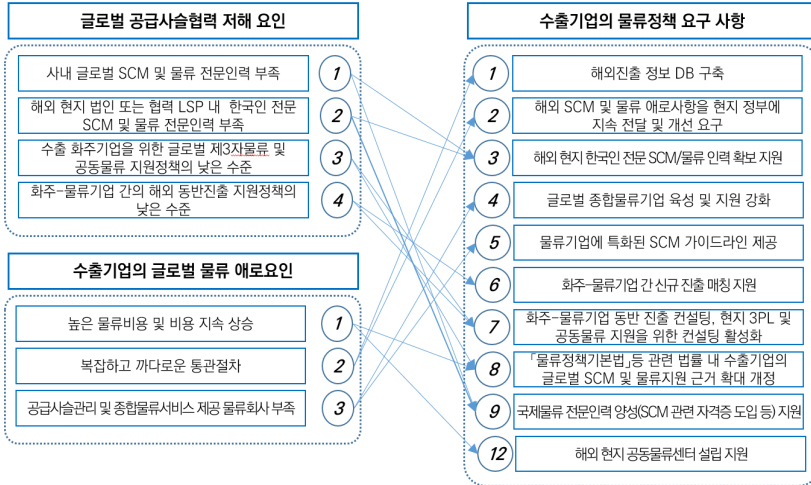 글로벌 공급사슬협력 저해 요인
1
사내 글로벌 SCM 및 물류 전문인력 부족
2
해외 현지 법인 또는 협력 LSP 내 한국인 전문
SCM 및 물류 전문인력 부족
3
수출 화주기업을 위한 글로벌 제3자물류 및
공동물류 지원정책의 낮은 수준
4
화주-물류기업 간의 해외 동반진출 지원정책의
낮은 수준
수출기업의 글로벌 물류 애로요인
1
높은 물류비용 및 비용 지속 상승
2
복잡하고 까다로운 통관절차
3
공급사슬관리 및 종합물류서비스 제공 물류회사 부족
수출기업의 물류정책 요구 사항
1
해외진출 정보 DB 구축
2
해외 SCM 및 물류 애로사항을 현지 정부에
지속 전달 및 개선 요구
3
해외 현지 한국인 전문 SCM/물류 인력 확보 지원
4
글로벌 종합물류기업 육성 및 지원 강화
5
물류기업에 특화된 SCM 가이드라인 제공
6
화주-물류기업 간 신규 진출 매칭 지원
7
화주-물류기업 동반 진출 컨설팅, 현지 3PL 및
공동물류 지원을 위한 컨설팅 활성화
8
「물류정책기본법」등 관련 법률 내 수출기업의
글로벌 SCM 및 물류지원 근거 확대 개정
9
국제물류 전문인력 양성(SCM 관련 자격증 도입 등) 지원
12
해외 현지 공동물류센터 설립 지원